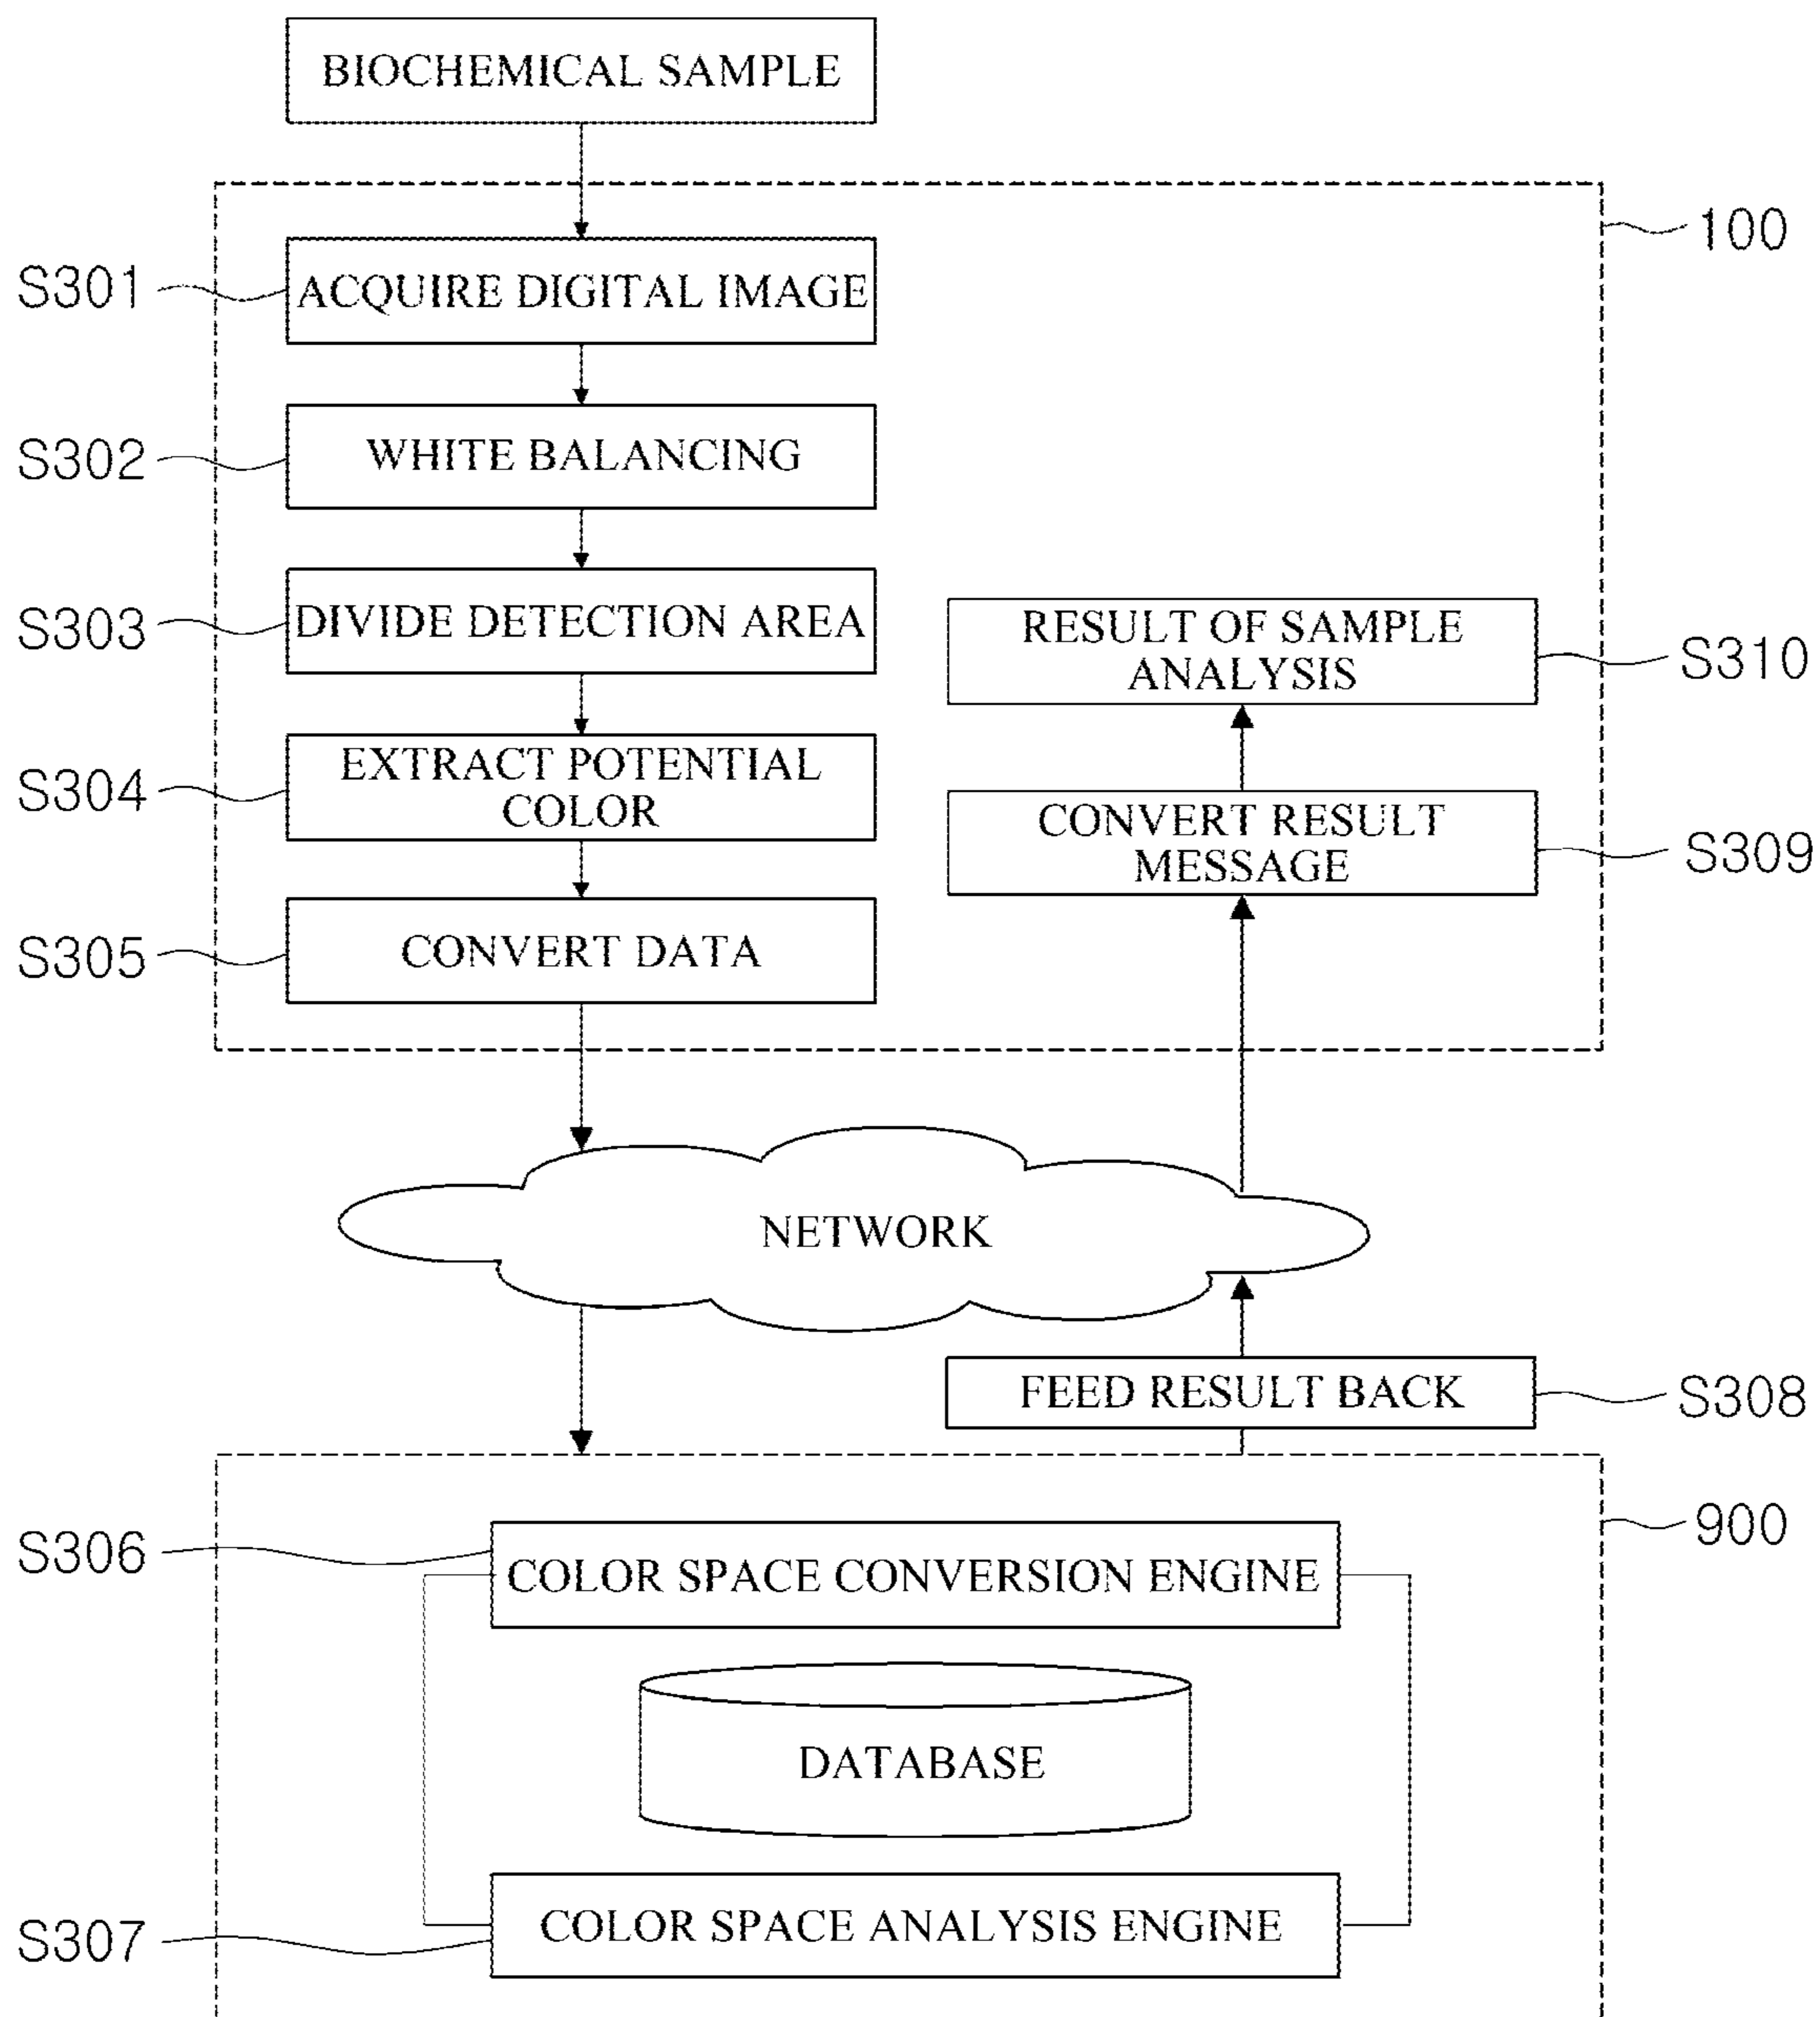 BIOCHEMICAL SAMPLE
100
S301
ACQUIRE DIGITAL IMAGE
S302
WHITE BALANCING
S303
DIVIDE DETECTION AREA
S304
EXTRACT POTENTIAL
COLOR
S305
CONVERT DATA
RESULT OF SAMPLE
ANALYSIS
S310
CONVERT RESULT
MESSAGE
S309
NETWORK
FEED RESULT BACK
S308
900
S306
COLOR SPACE CONVERSION ENGINE
DATABASE
S307
COLOR SPACE ANALYSIS ENGINE